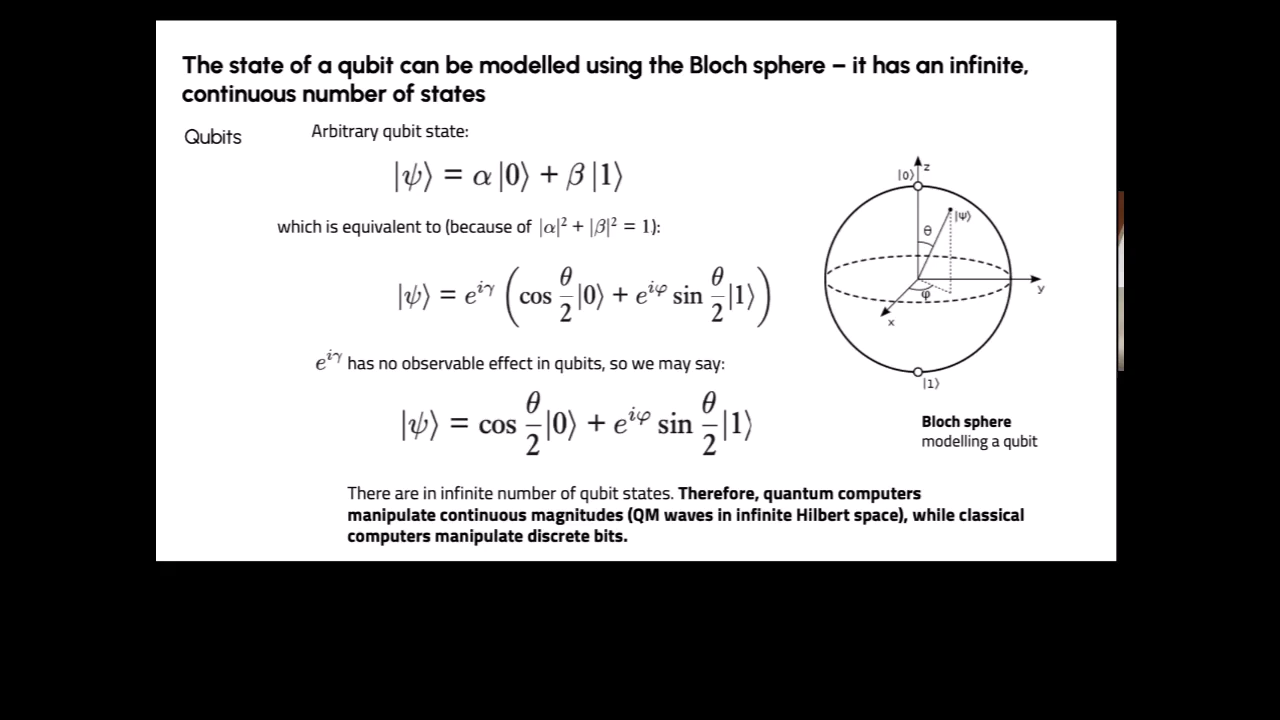 The state of a qubit can be modelled using the Bloch sphere – it has an infinite,
continuous number of states
Qubits
Arbitrary qubit state:
|ψ⟩ = α|0⟩ + β|1⟩
which is equivalent to (because of |α|² + |β|² = 1):
|ψ⟩ = e^{iγ} (cos θ/2 |0⟩ + e^{iφ} sin θ/2 |1⟩)
e^{iγ} has no observable effect in qubits, so we may say:
|ψ⟩ = cos θ/2 |0⟩ + e^{iφ} sin θ/2 |1⟩
There are in infinite number of qubit states. Therefore, quantum computers
manipulate continuous magnitudes (QM waves in infinite Hilbert space), while classical
computers manipulate discrete bits.
z
|0⟩
|ψ⟩
θ
φ
y
x
|1⟩
Bloch sphere
modelling a qubit